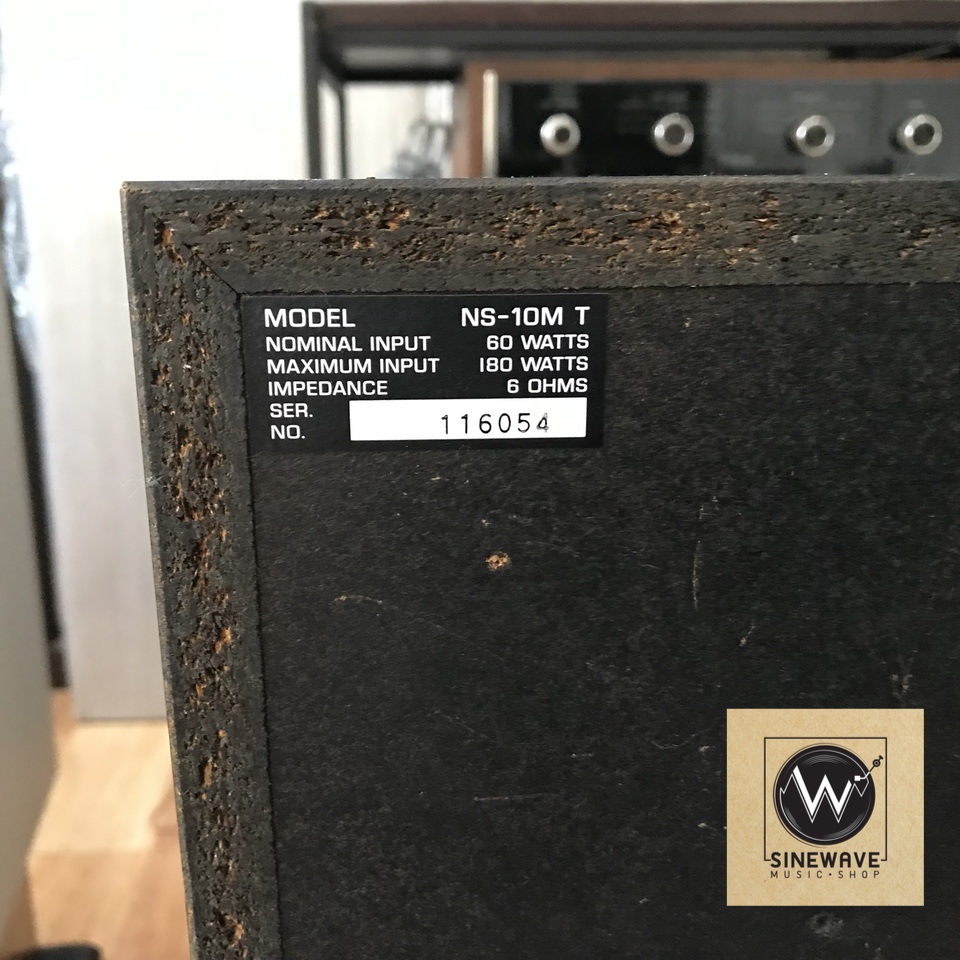 MODEL NS-10M T
NOMINAL INPUT 60 WATTS
MAXIMUM INPUT 180 WATTS
IMPEDANCE 6 OHMS
SER.
NO. 116054
W
SINEWAVE
MUSIC•SHOP